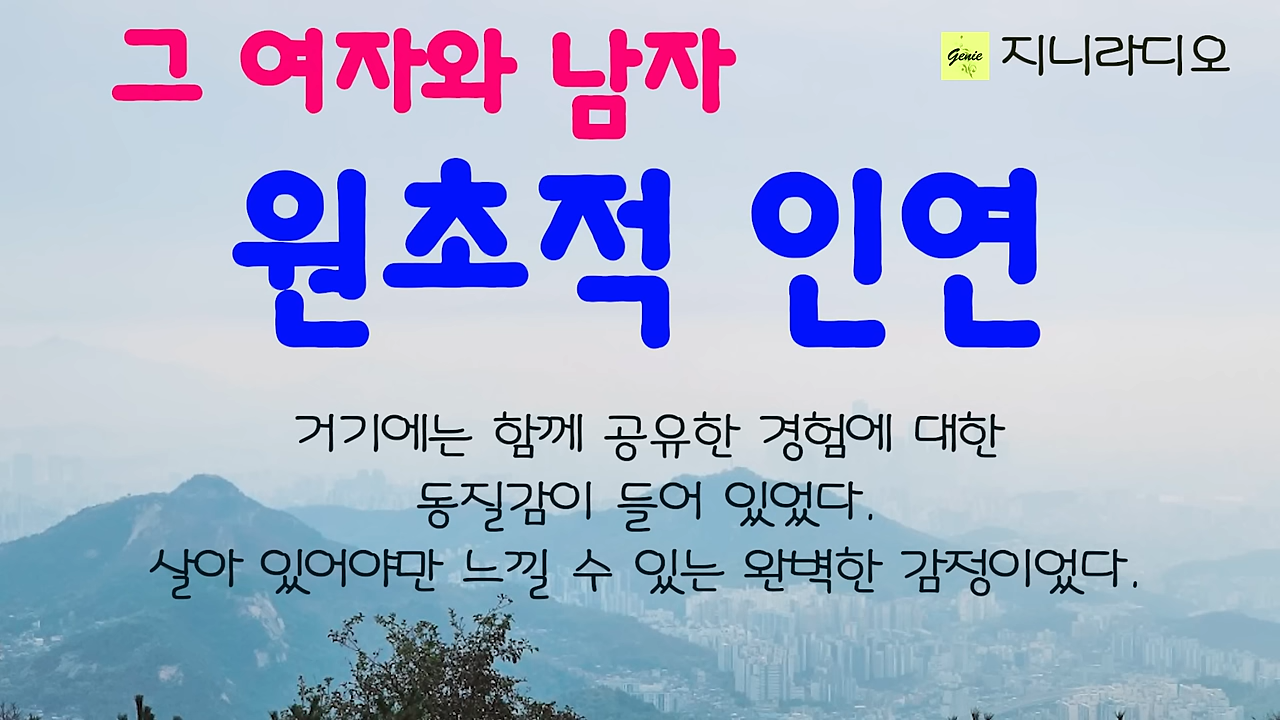 그 여자와 남자
Genie 지니라디오
원초적 인연
거기에는 함께 공유한 경험에 대한
동질감이 들어 있었다.
살아 있어야만 느낄 수 있는 완벽한 감정이었다.